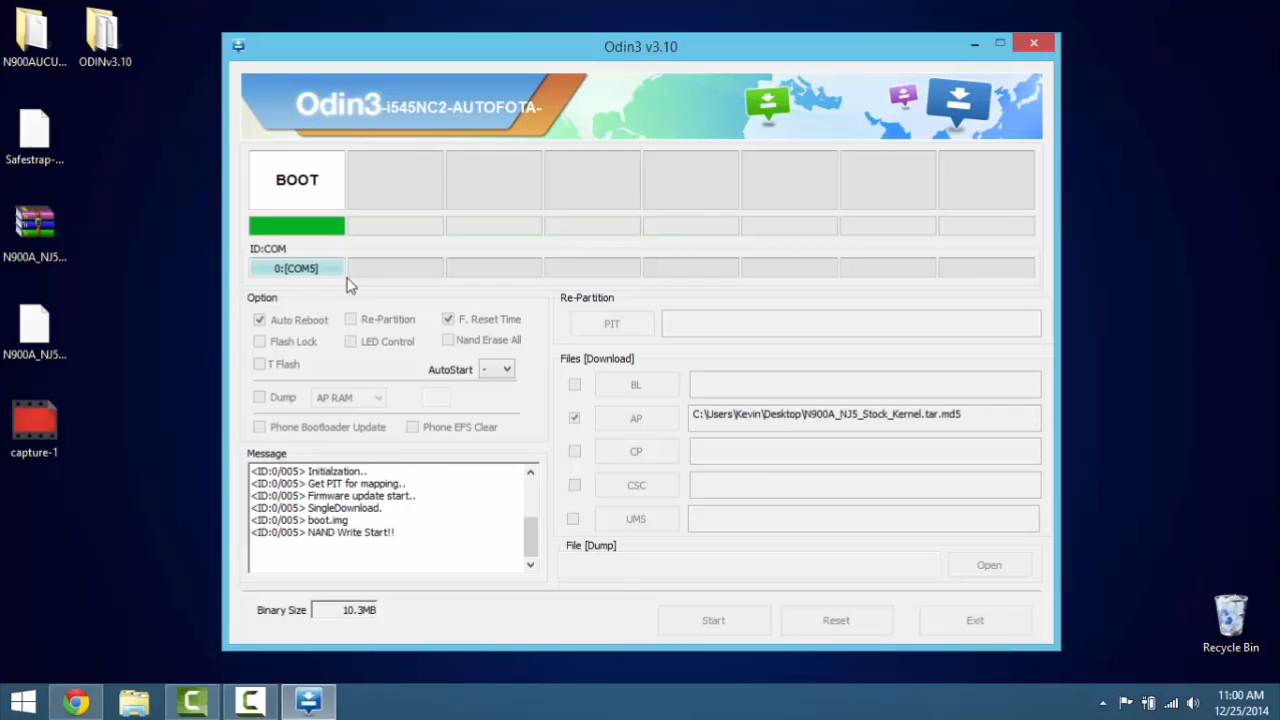 N900AUCU...
ODINv3.10
Safestrap-...
N900A_NJ5...
N900A_NJ5...
capture-1
Odin3 v3.10
Odin3-i545NC2-AUTOFOTA-
BOOT
ID:COM
0:[COM5]
Option
Auto Reboot
Re-Partition
F. Reset Time
Flash Lock
LED Control
Nand Erase All
T Flash
AutoStart
-
Dump
AP RAM
Phone Bootloader Update
Phone EFS Clear
Message
<ID:0/005> Initialzation..
<ID:0/005> Get PIT for mapping..
<ID:0/005> Firmware update start..
<ID:0/005> SingleDownload.
<ID:0/005> boot.img
<ID:0/005> NAND Write Start!!
Binary Size
10.3MB
Re-Partition
PIT
Files [Download]
BL
AP
C:\Users\Kevin\Desktop\N900A_NJ5_Stock_Kernel.tar.md5
CP
CSC
UMS
File [Dump]
Open
Start
Reset
Exit
Recycle Bin
11:00 AM
12/25/2014